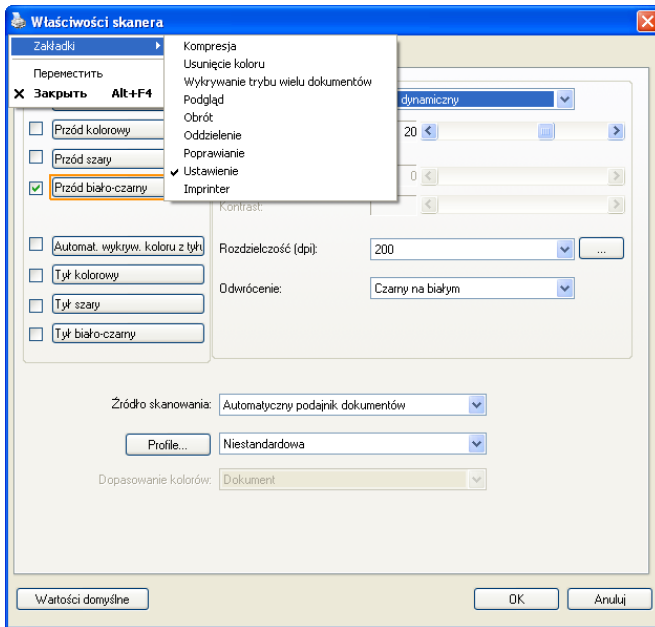 Właściwości skanera
Zakładki
Переместить
Закрыть Alt+F4
Kompresja
Usunięcie koloru
Wykrywanie trybu wielu dokumentów
Podgląd
Obrót
Oddzielenie
Poprawianie
Ustawienie
Imprinter
dynamiczny
Przód kolorowy
20
Przód szary
0
Przód biało-czarny
Kontrast:
Automat. wykryw. koloru z tyłu
Rozdzielczość (dpi):
200
...
Tył kolorowy
Odwrócenie:
Czarny na białym
Tył szary
Tył biało-czarny
Źródło skanowania:
Automatyczny podajnik dokumentów
Profile...
Niestandardowa
Dopasowanie kolorów:
Dokument
Wartości domyślne
OK
Anuluj